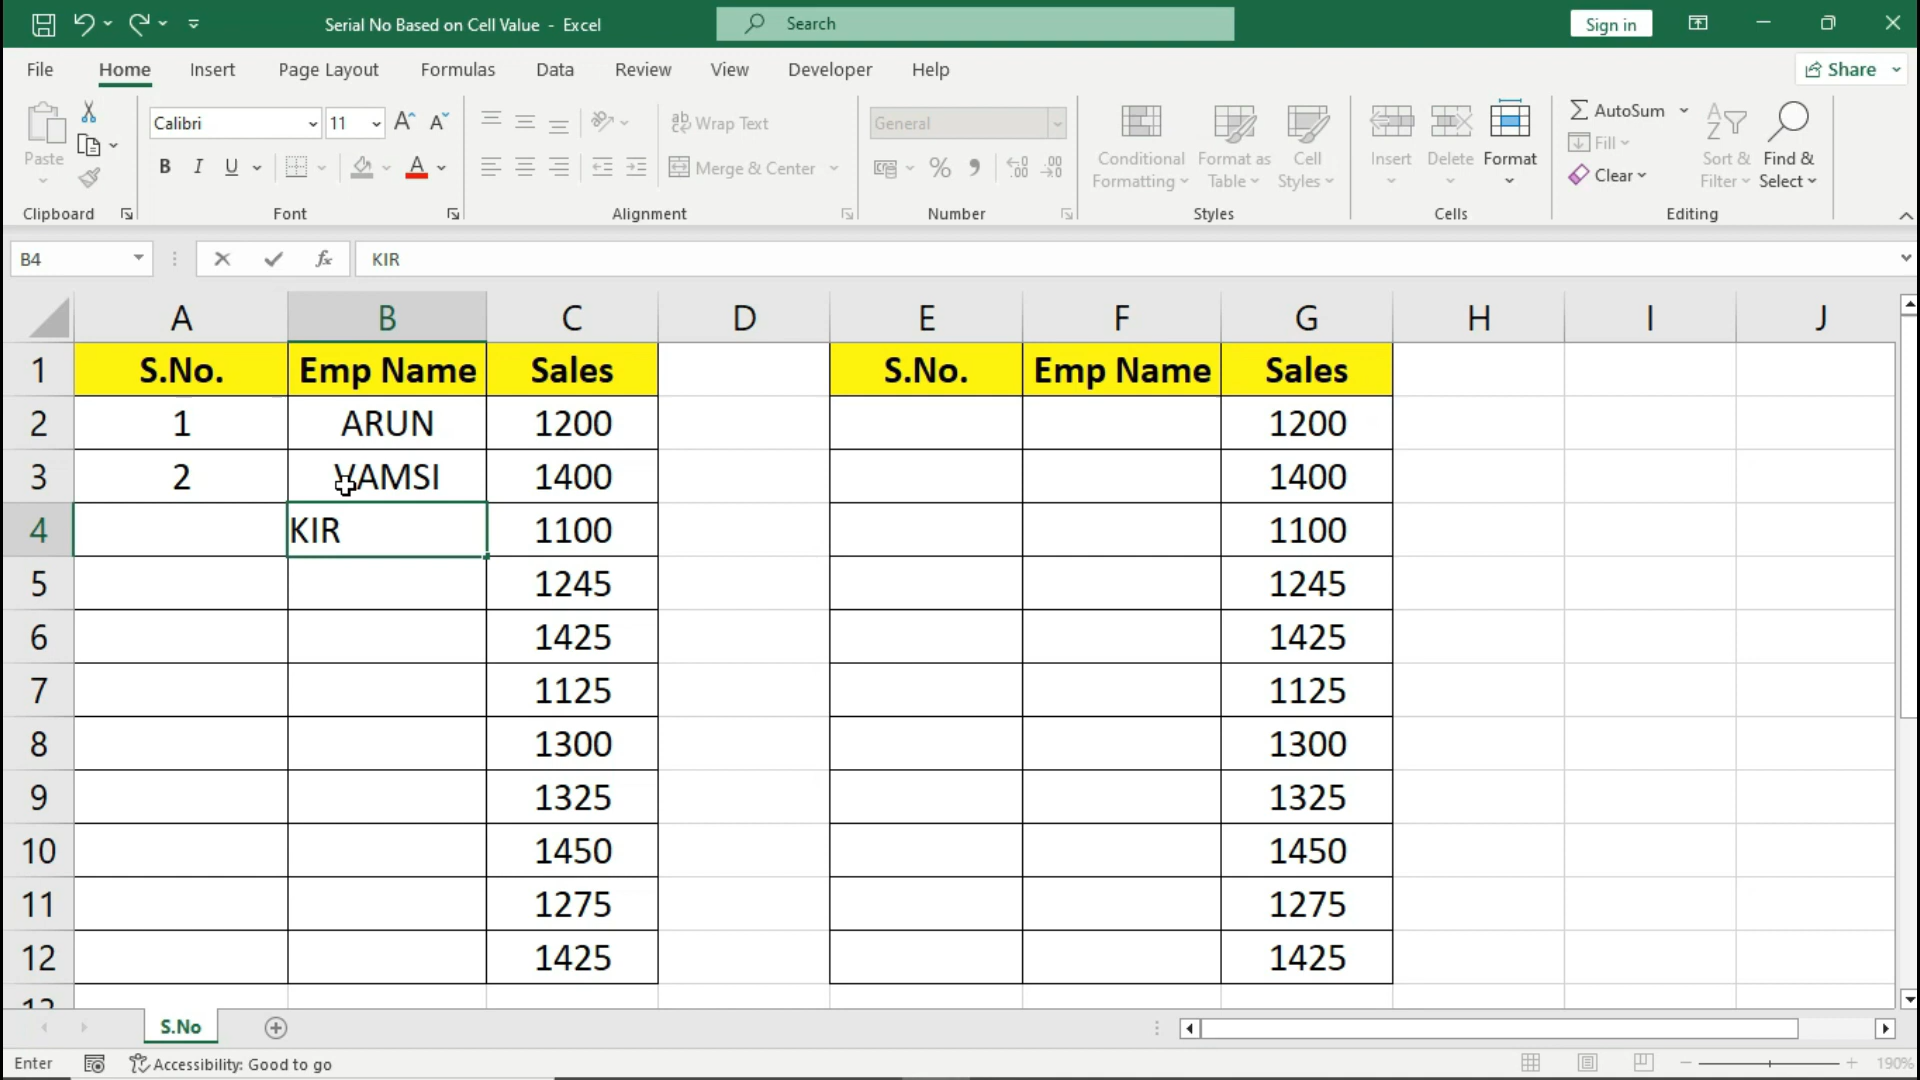 Serial No Based on Cell Value - Excel
Search
Sign in
File Home Insert Page Layout Formulas Data Review View Developer Help
Share
Paste
Calibri 11
B I U
Wrap Text
Merge & Center
General
Conditional Formatting
Format as Table
Cell Styles
Insert
Delete
Format
AutoSum
Fill
Clear
Sort & Filter
Find & Select
Clipboard Font Alignment Number Styles Cells Editing
B4 fx KIR
A B C D E F G H I J
1 S.No. Emp Name Sales S.No. Emp Name Sales
2 1 ARUN 1200 1200
3 2 VAMSI 1400 1400
4 KIR 1100 1100
5 1245 1245
6 1425 1425
7 1125 1125
8 1300 1300
9 1325 1325
10 1450 1450
11 1275 1275
12 1425 1425
13
S.No
Enter Accessibility: Good to go 190%